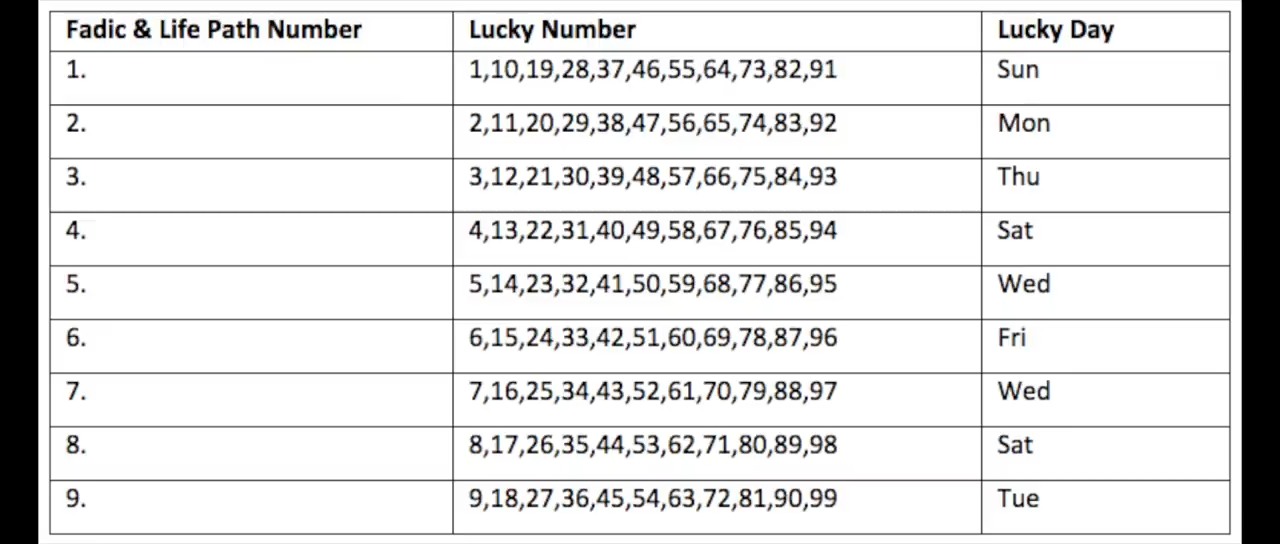 Fadic & Life Path Number Lucky Number Lucky Day
1. 1,10,19,28,37,46,55,64,73,82,91 Sun
2. 2,11,20,29,38,47,56,65,74,83,92 Mon
3. 3,12,21,30,39,48,57,66,75,84,93 Thu
4. 4,13,22,31,40,49,58,67,76,85,94 Sat
5. 5,14,23,32,41,50,59,68,77,86,95 Wed
6. 6,15,24,33,42,51,60,69,78,87,96 Fri
7. 7,16,25,34,43,52,61,70,79,88,97 Wed
8. 8,17,26,35,44,53,62,71,80,89,98 Sat
9. 9,18,27,36,45,54,63,72,81,90,99 Tue